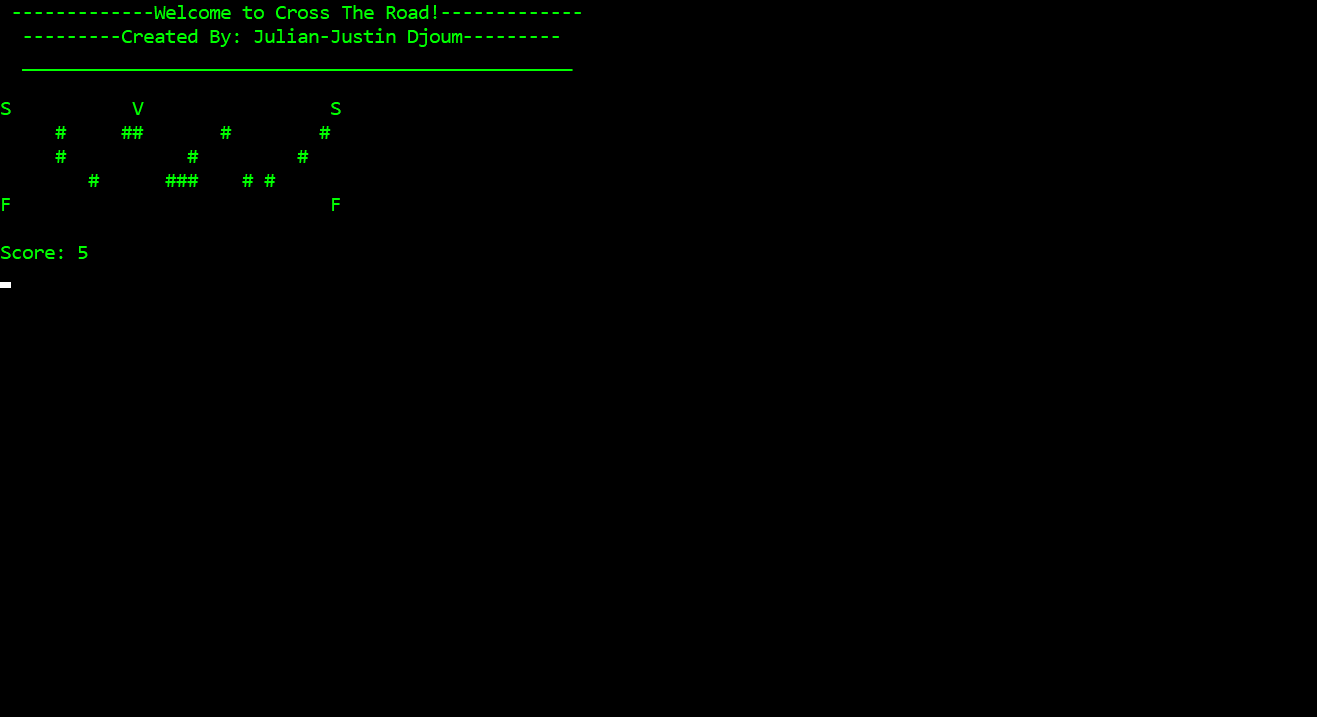 -------------Welcome to Cross The Road!-------------
---------Created By: Julian-Justin Djoum---------
__________________________________________________
S           V                 S
     #     ##       #        #
     #           #         #
        #      ###    # #
F                             F
Score: 5